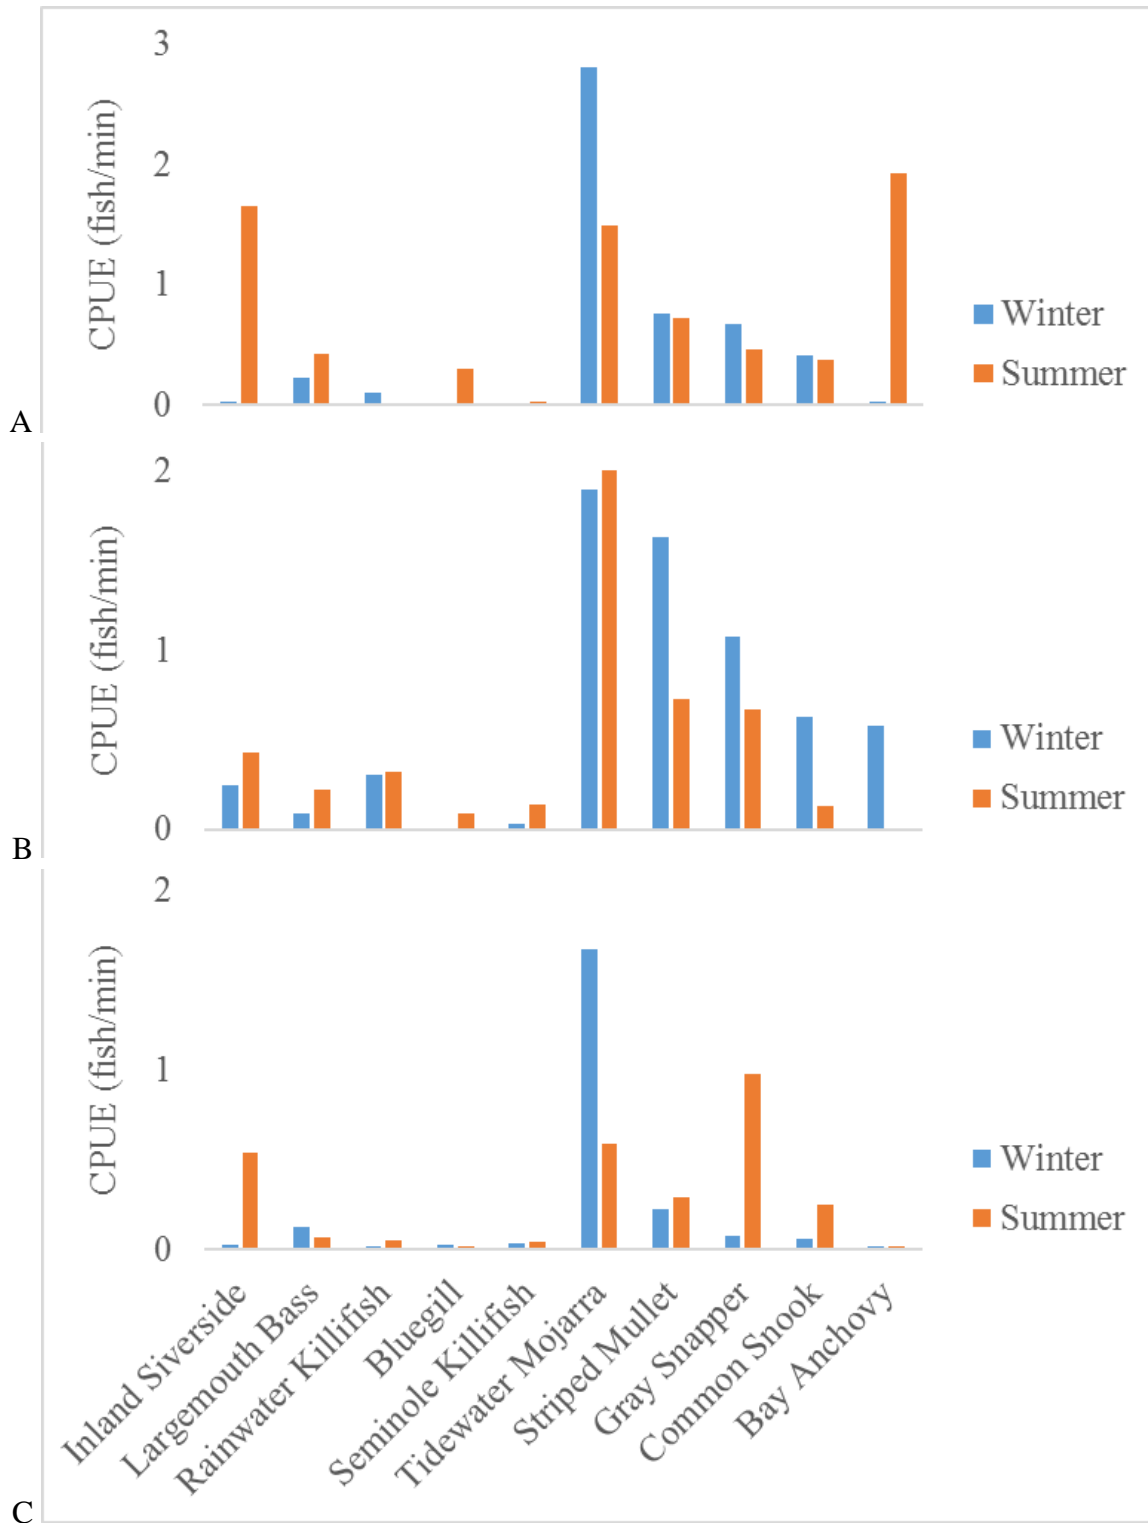 3
2
1
0
CPUE (fish/min)
Winter
Summer
A
2
1
0
CPUE (fish/min)
Winter
Summer
B
2
1
0
CPUE (fish/min)
Winter
Summer
Inland Siverside
Largemouth Bass
Rainwater Killifish
Bluegill
Seminole Killifish
Tidewater Mojarra
Striped Mullet
Gray Snapper
Common Snook
Bay Anchovy
C